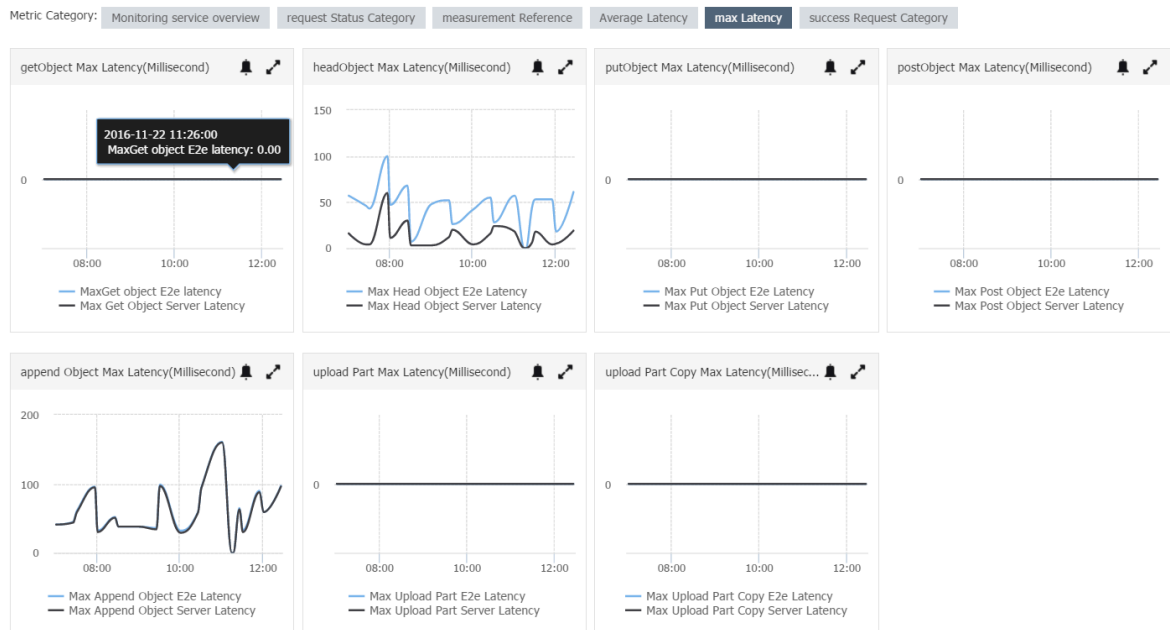 Metric Category: Monitoring service overview request Status Category measurement Reference Average Latency max Latency success Request Category
getObject Max Latency(Millisecond)
2016-11-22 11:26:00
MaxGet object E2e latency: 0.00
0
08:00 10:00 12:00
MaxGet object E2e latency
Max Get Object Server Latency
headObject Max Latency(Millisecond)
150
100
50
0
08:00 10:00 12:00
Max Head Object E2e Latency
Max Head Object Server Latency
putObject Max Latency(Millisecond)
0
08:00 10:00 12:00
Max Put Object E2e Latency
Max Put Object Server Latency
postObject Max Latency(Millisecond)
0
08:00 10:00 12:00
Max Post Object E2e Latency
Max Post Object Server Latency
append Object Max Latency(Millisecond)
200
100
0
08:00 10:00 12:00
Max Append Object E2e Latency
Max Append Object Server Latency
upload Part Max Latency(Millisecond)
0
08:00 10:00 12:00
Max Upload Part E2e Latency
Max Upload Part Server Latency
upload Part Copy Max Latency(Millisec...
0
08:00 10:00 12:00
Max Upload Part Copy E2e Latency
Max Upload Part Copy Server Latency